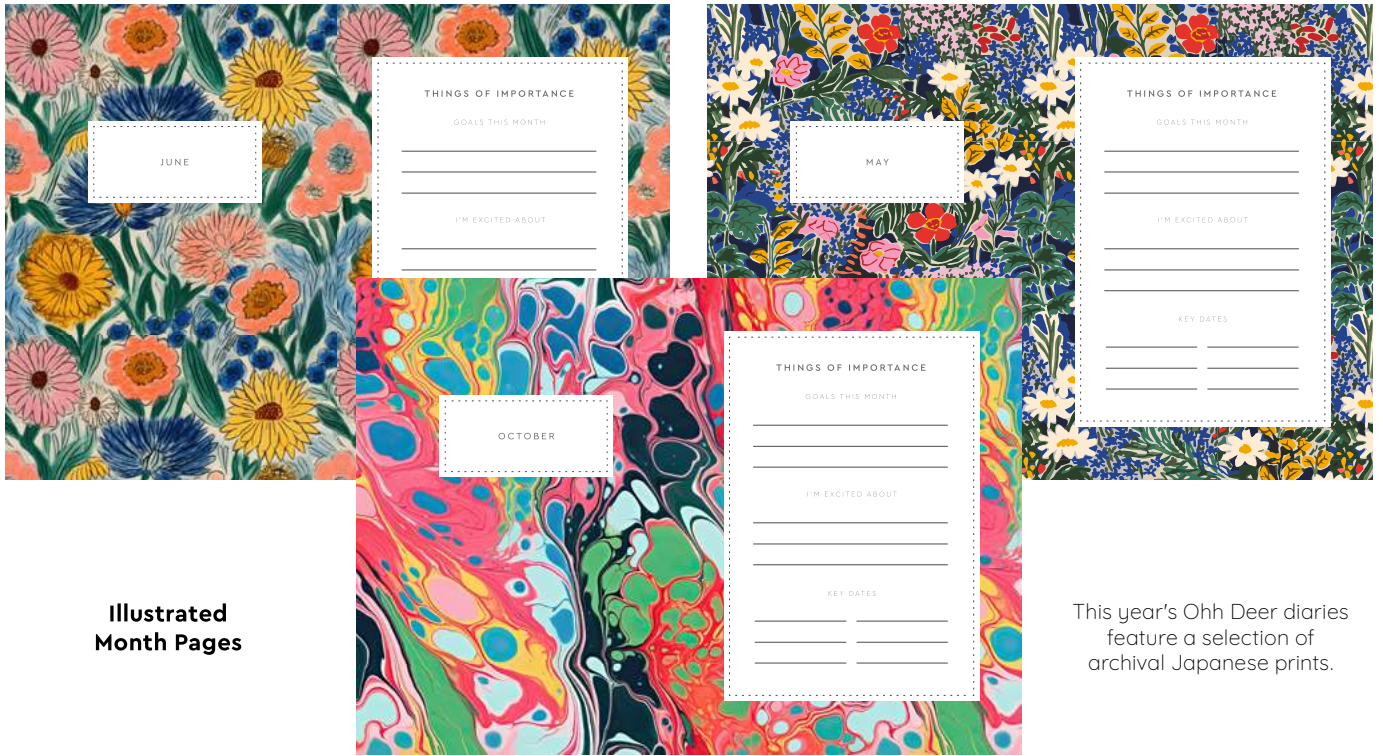 JUNE
THINGS OF IMPORTANCE
GOALS THIS MONTH
I'M EXCITED ABOUT
MAY
THINGS OF IMPORTANCE
GOALS THIS MONTH
I'M EXCITED ABOUT
KEY DATES
OCTOBER
THINGS OF IMPORTANCE
GOALS THIS MONTH
I'M EXCITED ABOUT
KEY DATES
Illustrated
Month Pages
This year's Ohh Deer diaries
feature a selection of
archival Japanese prints.